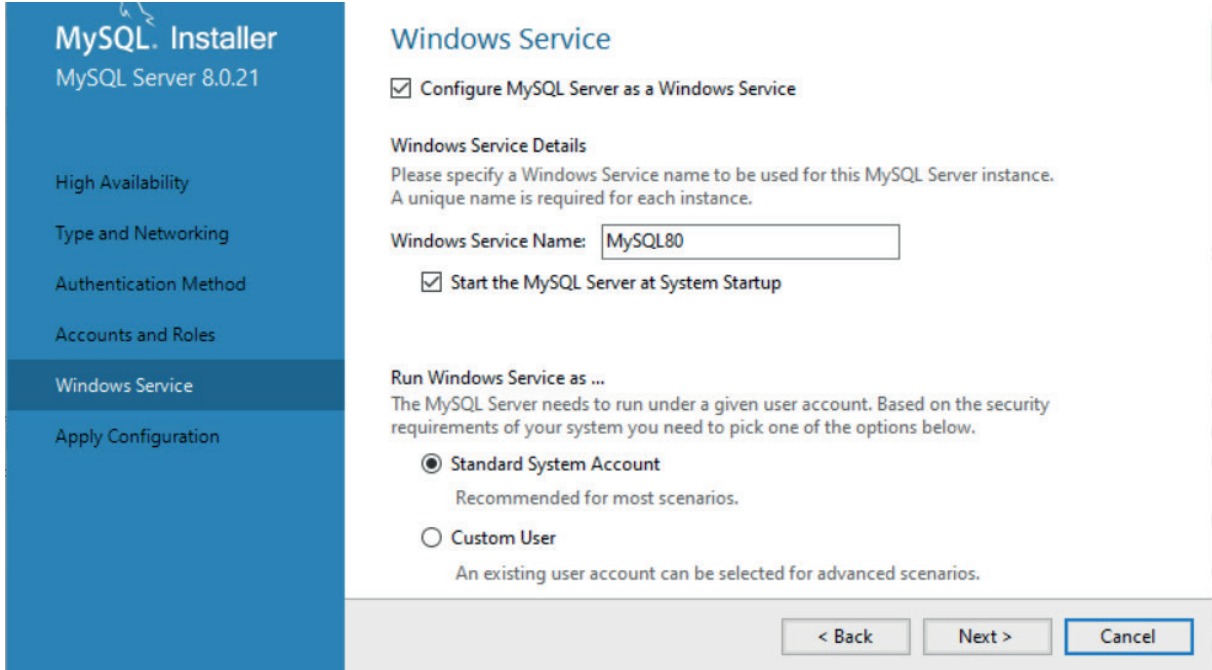 MySQL. Installer
MySQL Server 8.0.21
High Availability
Type and Networking
Authentication Method
Accounts and Roles
Windows Service
Apply Configuration
Windows Service
Configure MySQL Server as a Windows Service
Windows Service Details
Please specify a Windows Service name to be used for this MySQL Server instance.
A unique name is required for each instance.
Windows Service Name: MySQL80
Start the MySQL Server at System Startup
Run Windows Service as ...
The MySQL Server needs to run under a given user account. Based on the security
requirements of your system you need to pick one of the options below.
Standard System Account
Recommended for most scenarios.
Custom User
An existing user account can be selected for advanced scenarios.
< Back Next > Cancel